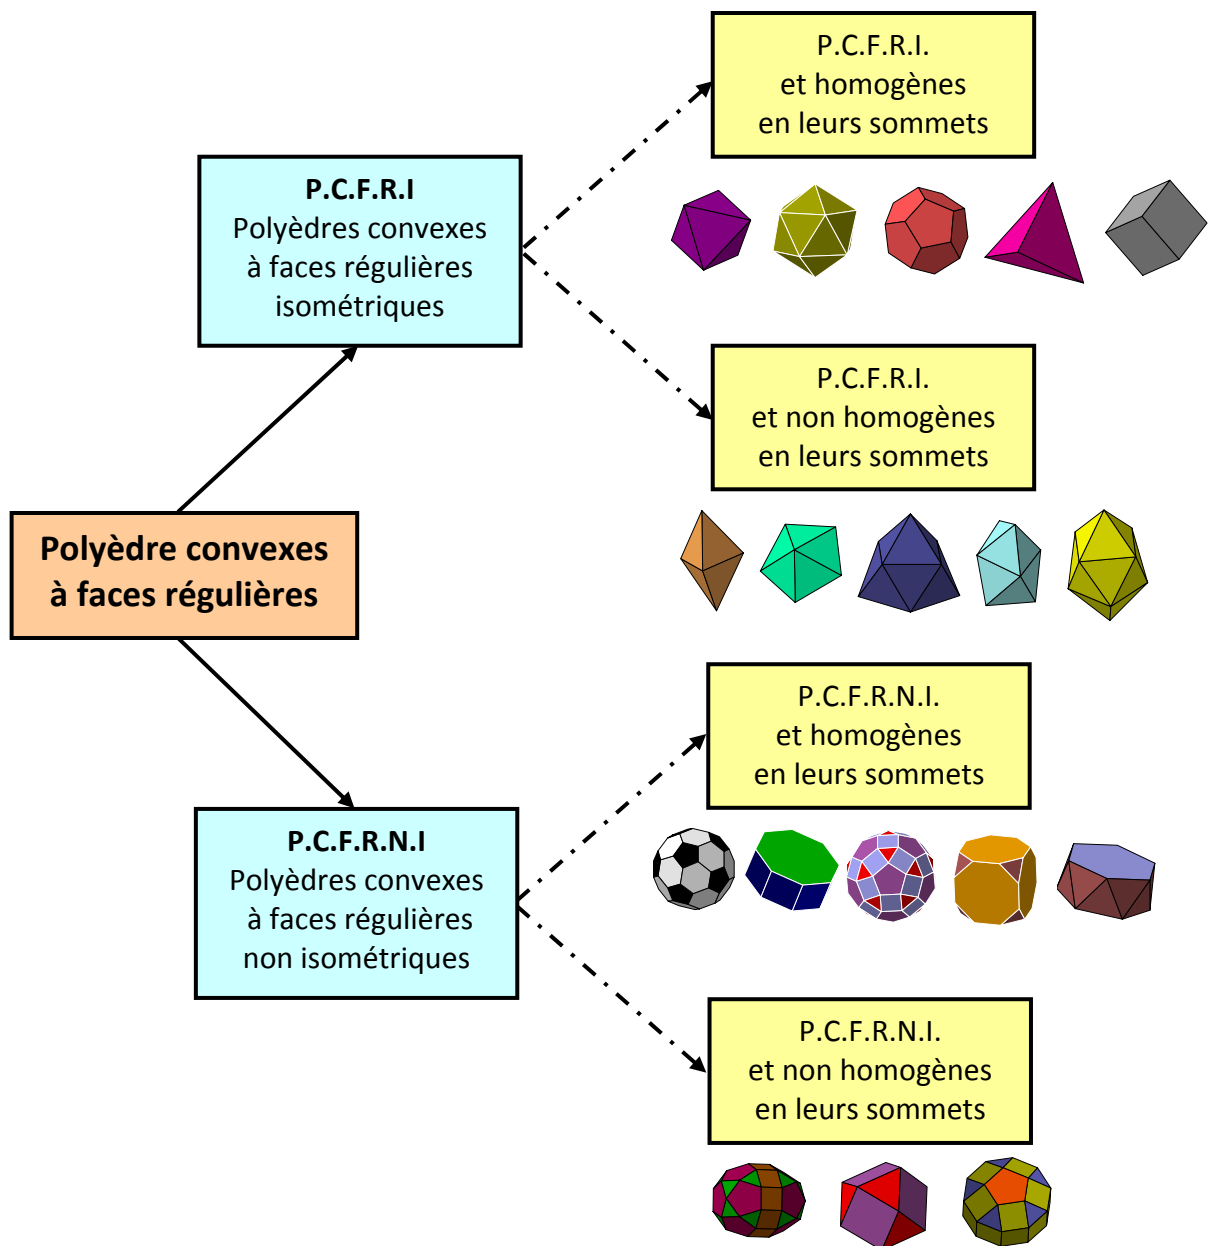 P.C.F.R.I.
et homogènes
en leurs sommets
P.C.F.R.I
Polyèdres convexes
à faces régulières
isométriques
P.C.F.R.I.
et non homogènes
en leurs sommets
Polyèdre convexes
à faces régulières
P.C.F.R.N.I.
et homogènes
en leurs sommets
P.C.F.R.N.I
Polyèdres convexes
à faces régulières
non isométriques
P.C.F.R.N.I.
et non homogènes
en leurs sommets